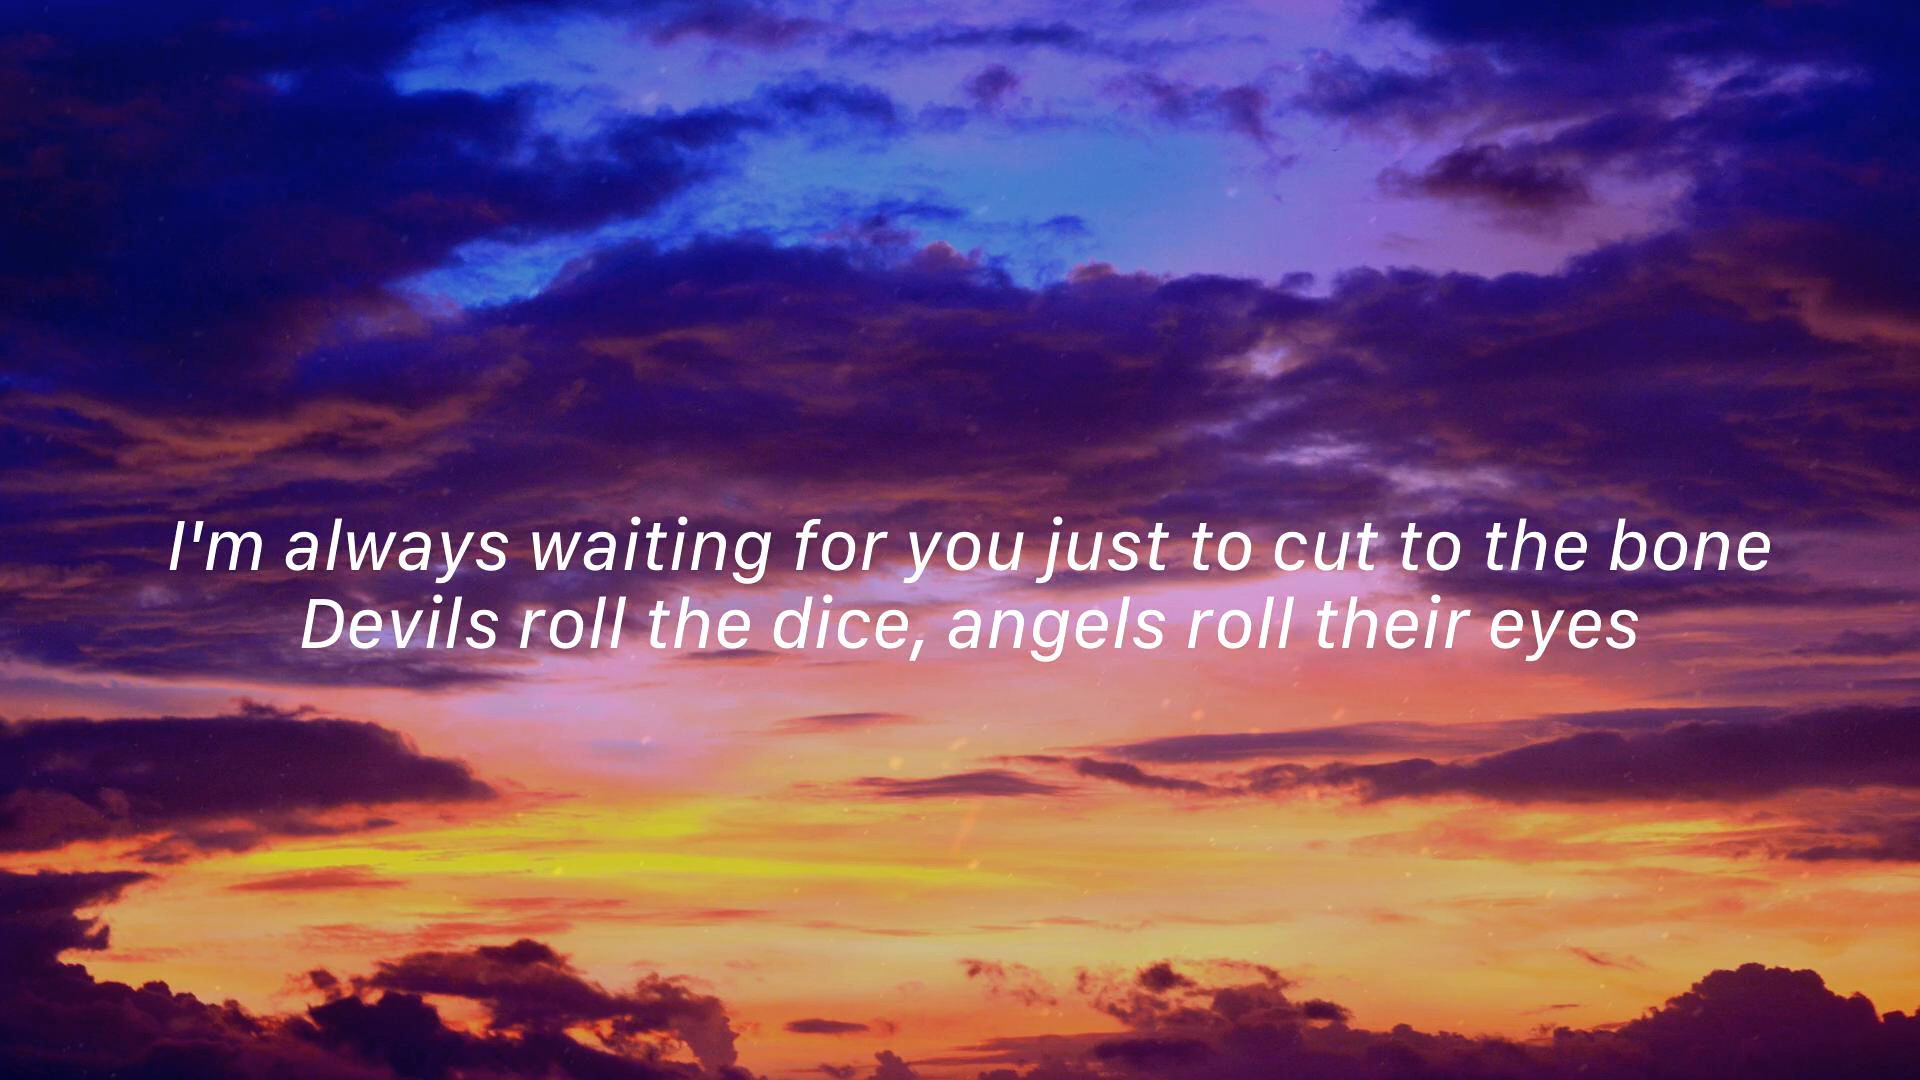 I'm always waiting for you just to cut to the bone
Devils roll the dice, angels roll their eyes